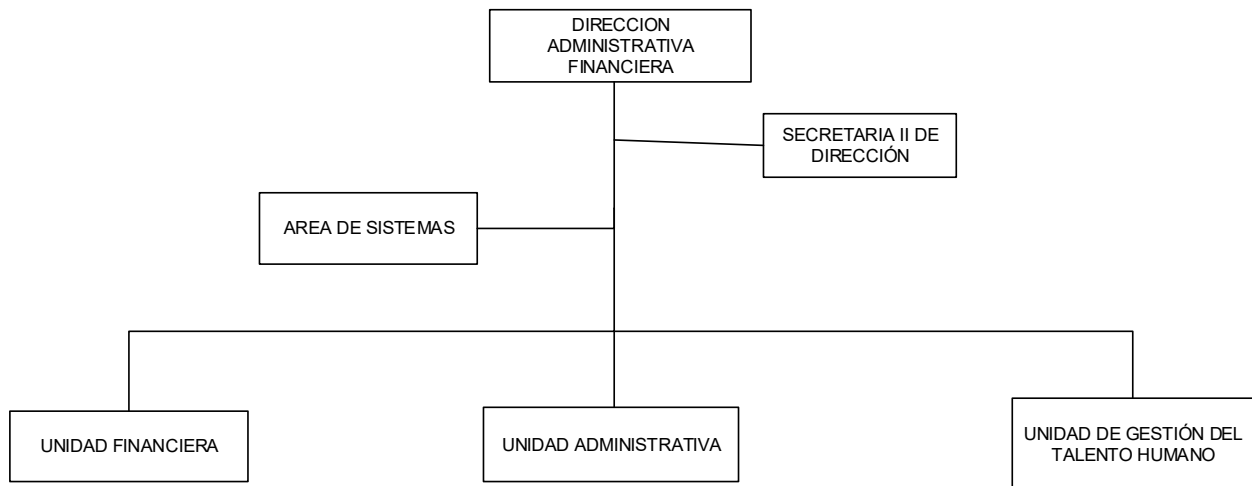 DIRECCION
ADMINISTRATIVA
FINANCIERA
SECRETARIA II DE
DIRECCIÓN
AREA DE SISTEMAS
UNIDAD FINANCIERA
UNIDAD ADMINISTRATIVA
UNIDAD DE GESTIÓN DEL
TALENTO HUMANO